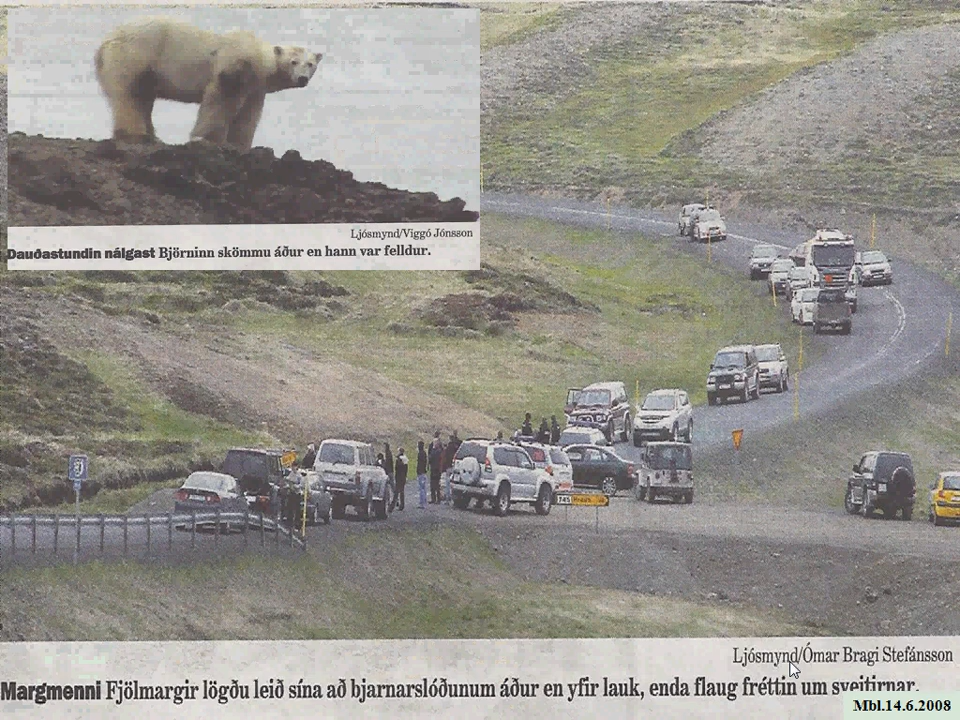 Ljósmynd/Viggó Jónsson
Dauðastundin nálgast Björninn skömmu áður en hann var felldur.
745
Ljósmynd/Ómar Bragi Stefánsson
Margmenni Fjölmargir lögðu leið sína að bjarnarslóðunum áður en yfir lauk, enda flaug fréttin um sveitirnar.
Mbl.14.6.2008